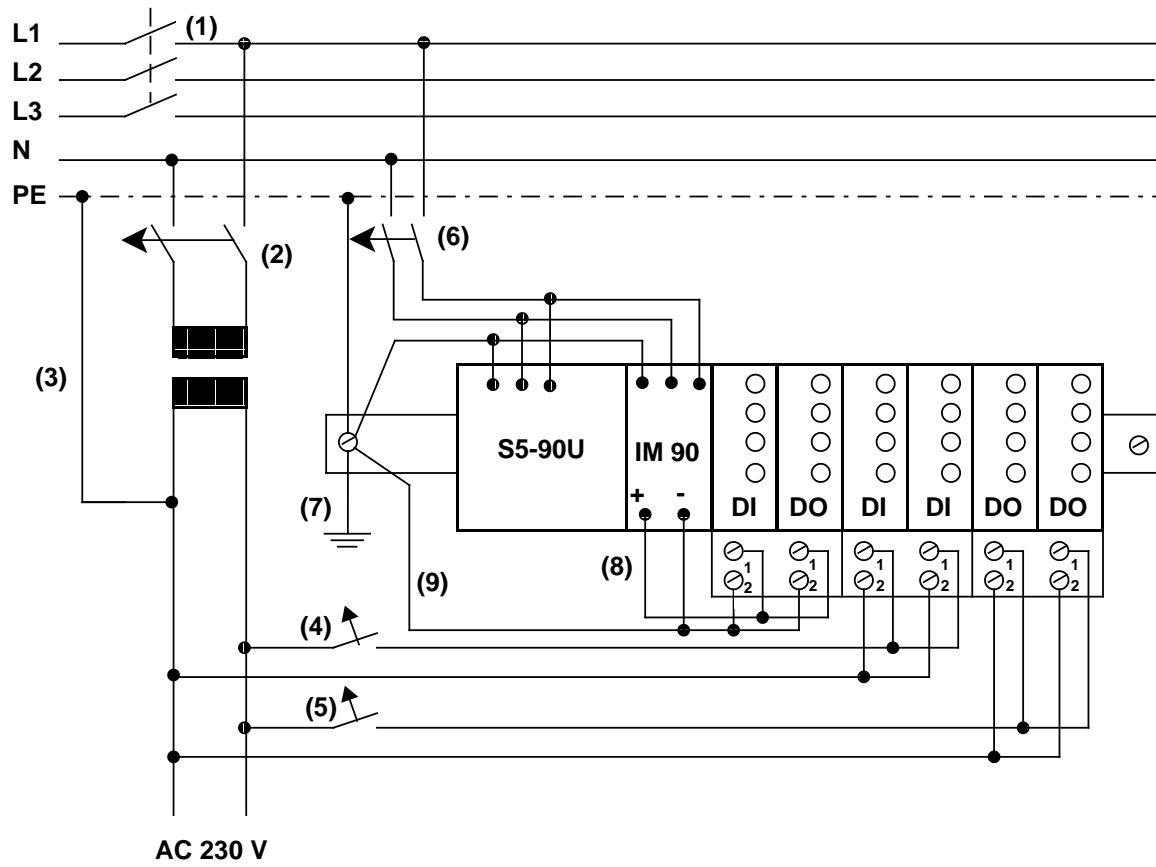 L1
(1)
L2
L3
N
PE
(2)
(6)
(3)
S5-90U
IM 90
+ -
DI DO DI DI DO DO
(7)
(8)
1 1 1 1 1 1
2 2 2 2 2 2
(9)
(4)
(5)
AC 230 V